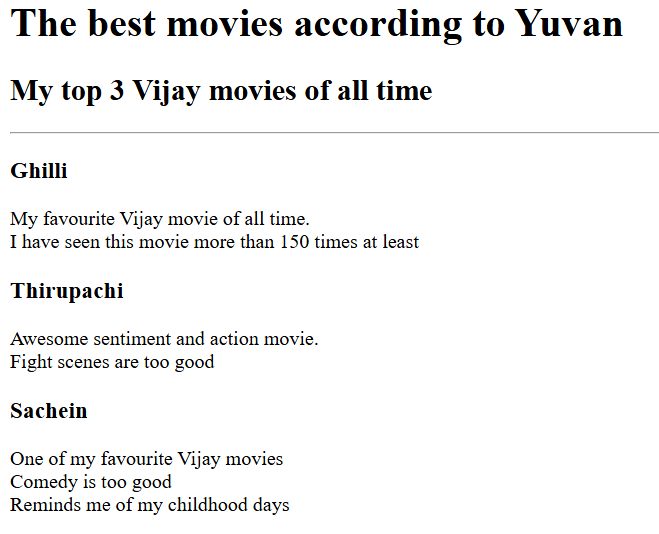 The best movies according to Yuvan
My top 3 Vijay movies of all time
Ghilli
My favourite Vijay movie of all time.
I have seen this movie more than 150 times at least
Thirupachi
Awesome sentiment and action movie.
Fight scenes are too good
Sachein
One of my favourite Vijay movies
Comedy is too good
Reminds me of my childhood days